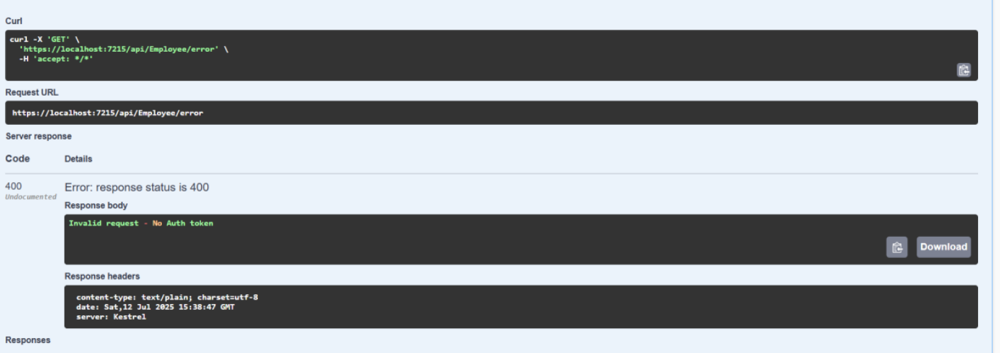 Curl
curl -X 'GET' \
'https://localhost:7215/api/Employee/error' \
-H 'accept: */*'
Request URL
https://localhost:7215/api/Employee/error
Server response
Code Details
400 Error: response status is 400
Undocumented
Response body
Invalid request - No Auth token
Download
Response headers
content-type: text/plain; charset=utf-8
date: Sat,12 Jul 2025 15:38:47 GMT
server: Kestrel
Responses